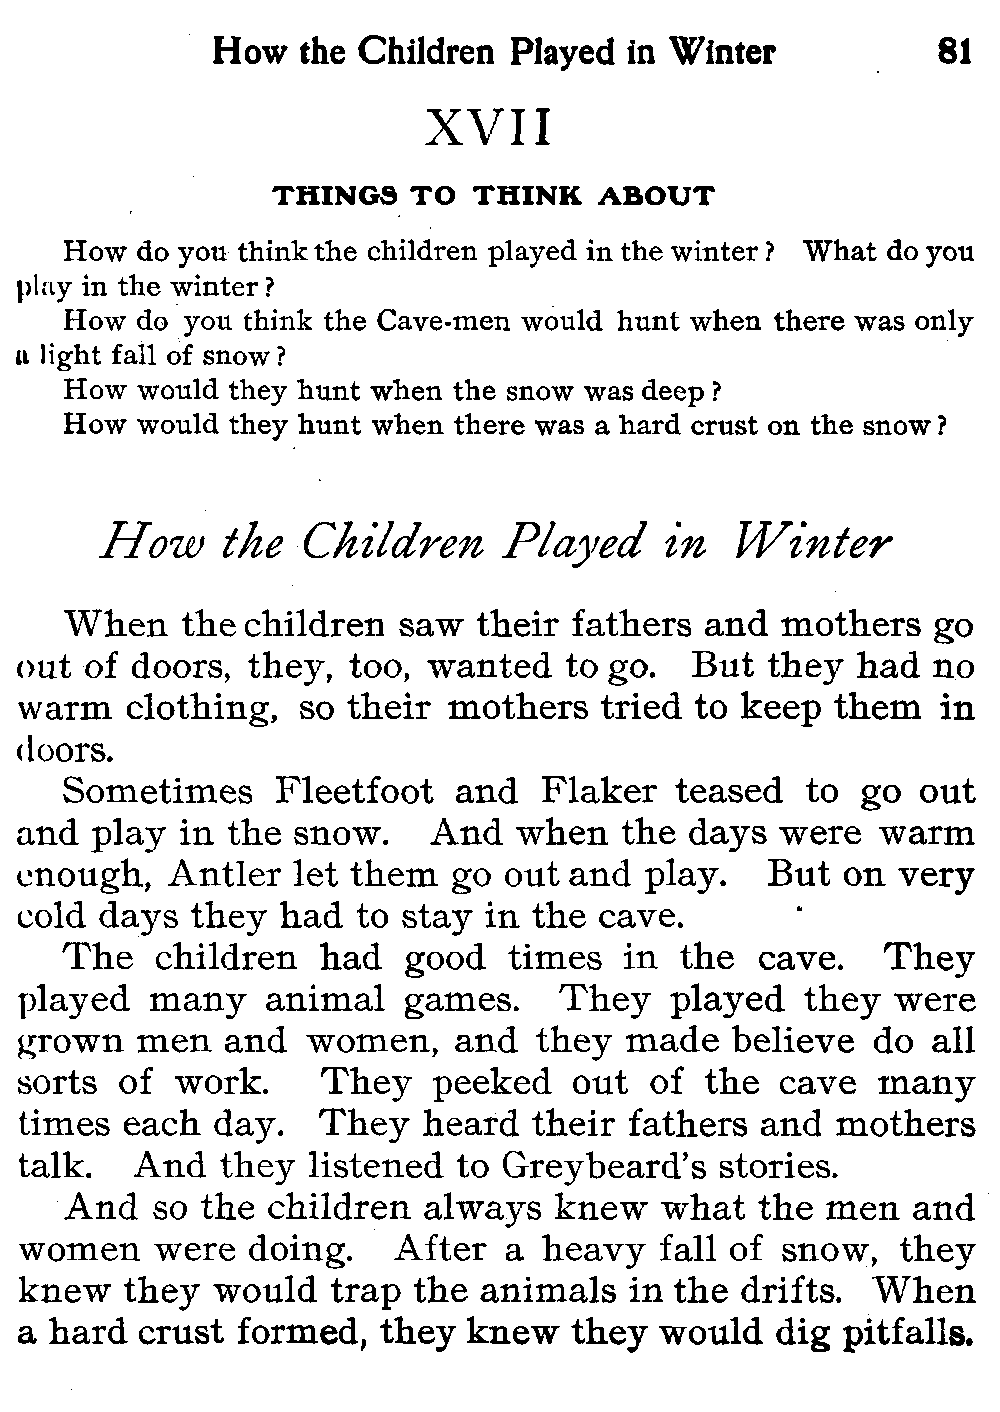 How the Children Played in Winter 81
XVII
THINGS TO THINK ABOUT
How do you think the children played in the winter? What do you
play in the winter?
How do you think the Cave-men would hunt when there was only
a light fall of snow?
How would they hunt when the snow was deep?
How would they hunt when there was a hard crust on the snow?
How the Children Played in Winter
When the children saw their fathers and mothers go
out of doors, they, too, wanted to go. But they had no
warm clothing, so their mothers tried to keep them in
doors.
Sometimes Fleetfoot and Flaker teased to go out
and play in the snow. And when the days were warm
enough, Antler let them go out and play. But on very
cold days they had to stay in the cave.
The children had good times in the cave. They
played many animal games. They played they were
grown men and women, and they made believe do all
sorts of work. They peeked out of the cave many
times each day. They heard their fathers and mothers
talk. And they listened to Greybeard's stories.
And so the children always knew what the men and
women were doing. After a heavy fall of snow, they
knew they would trap the animals in the drifts. When
a hard crust formed, they knew they would dig pitfalls.